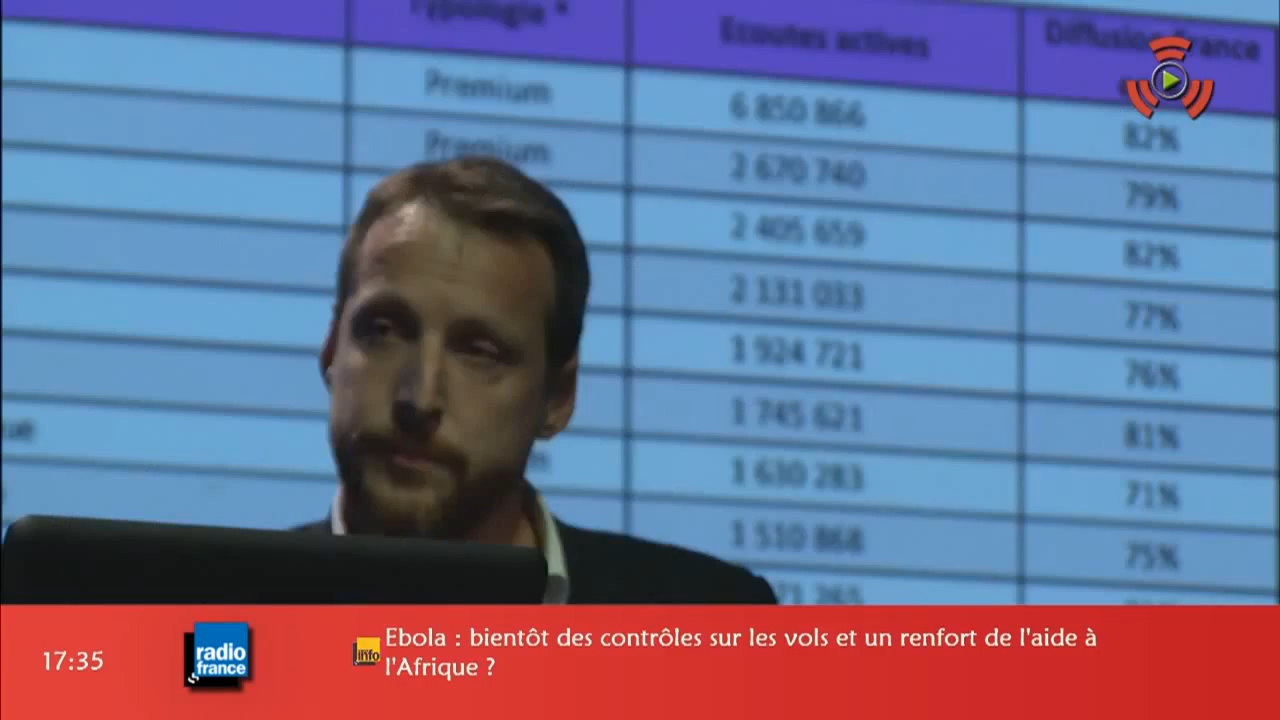 Typologie *
Ecoutes actives
Diffusion France
Premium
6 850 866
82%
Premium
2 670 740
79%
2 405 659
82%
2 131 033
77%
1 924 721
76%
1 745 621
81%
ue
1 630 283
71%
1 510 868
75%
71 265
17:35
radio
france
info
Ebola : bientôt des contrôles sur les vols et un renfort de l'aide à
l'Afrique ?